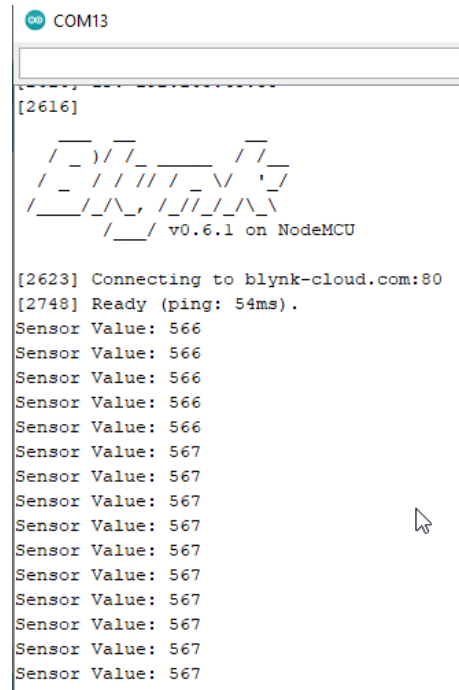 COM13
[2616]
Blynk
v0.6.1 on NodeMCU
[2623] Connecting to blynk-cloud.com:80
[2748] Ready (ping: 54ms).
Sensor Value: 566
Sensor Value: 566
Sensor Value: 566
Sensor Value: 566
Sensor Value: 566
Sensor Value: 567
Sensor Value: 567
Sensor Value: 567
Sensor Value: 567
Sensor Value: 567
Sensor Value: 567
Sensor Value: 567
Sensor Value: 567
Sensor Value: 567
Sensor Value: 567